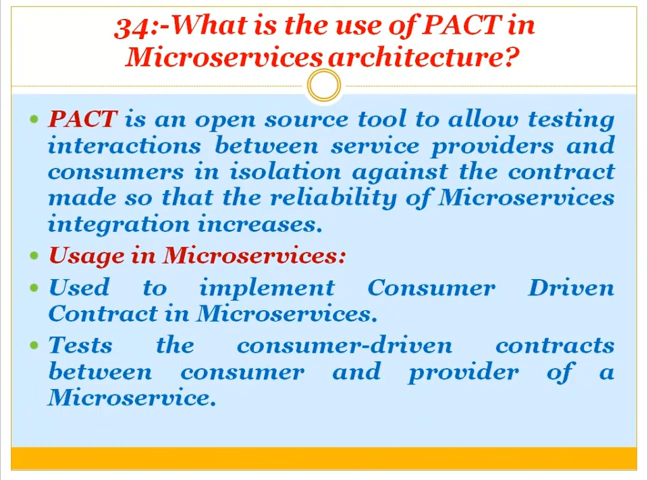 34:-What is the use of PACT in
Microservices architecture?
PACT is an open source tool to allow testing
interactions between service providers and
consumers in isolation against the contract
made so that the reliability of Microservices
integration increases.
Usage in Microservices:
Used to implement Consumer Driven
Contract in Microservices.
Tests the consumer-driven contracts
between consumer and provider of a
Microservice.